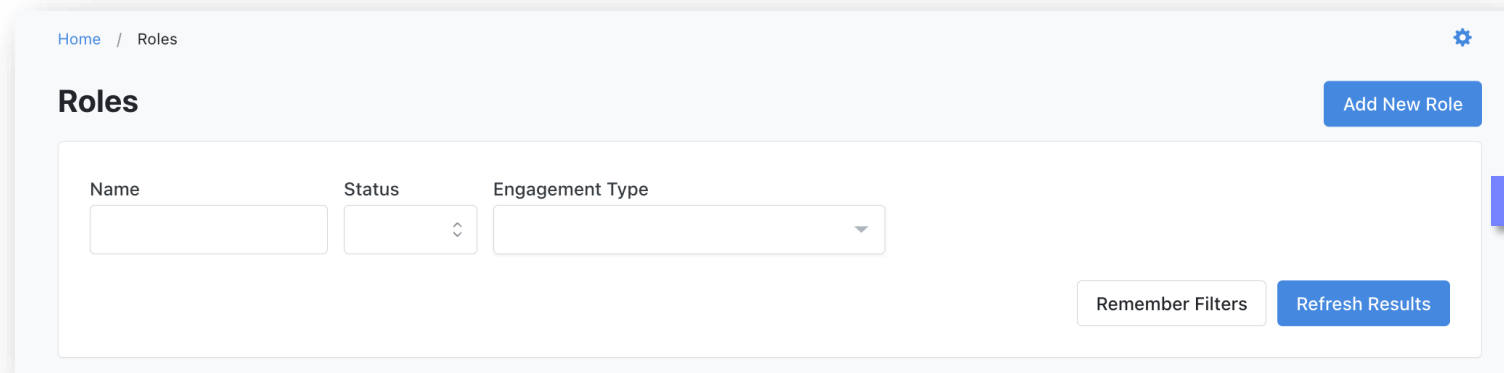 Home / Roles
Roles
Add New Role
Name Status Engagement Type
Remember Filters Refresh Results